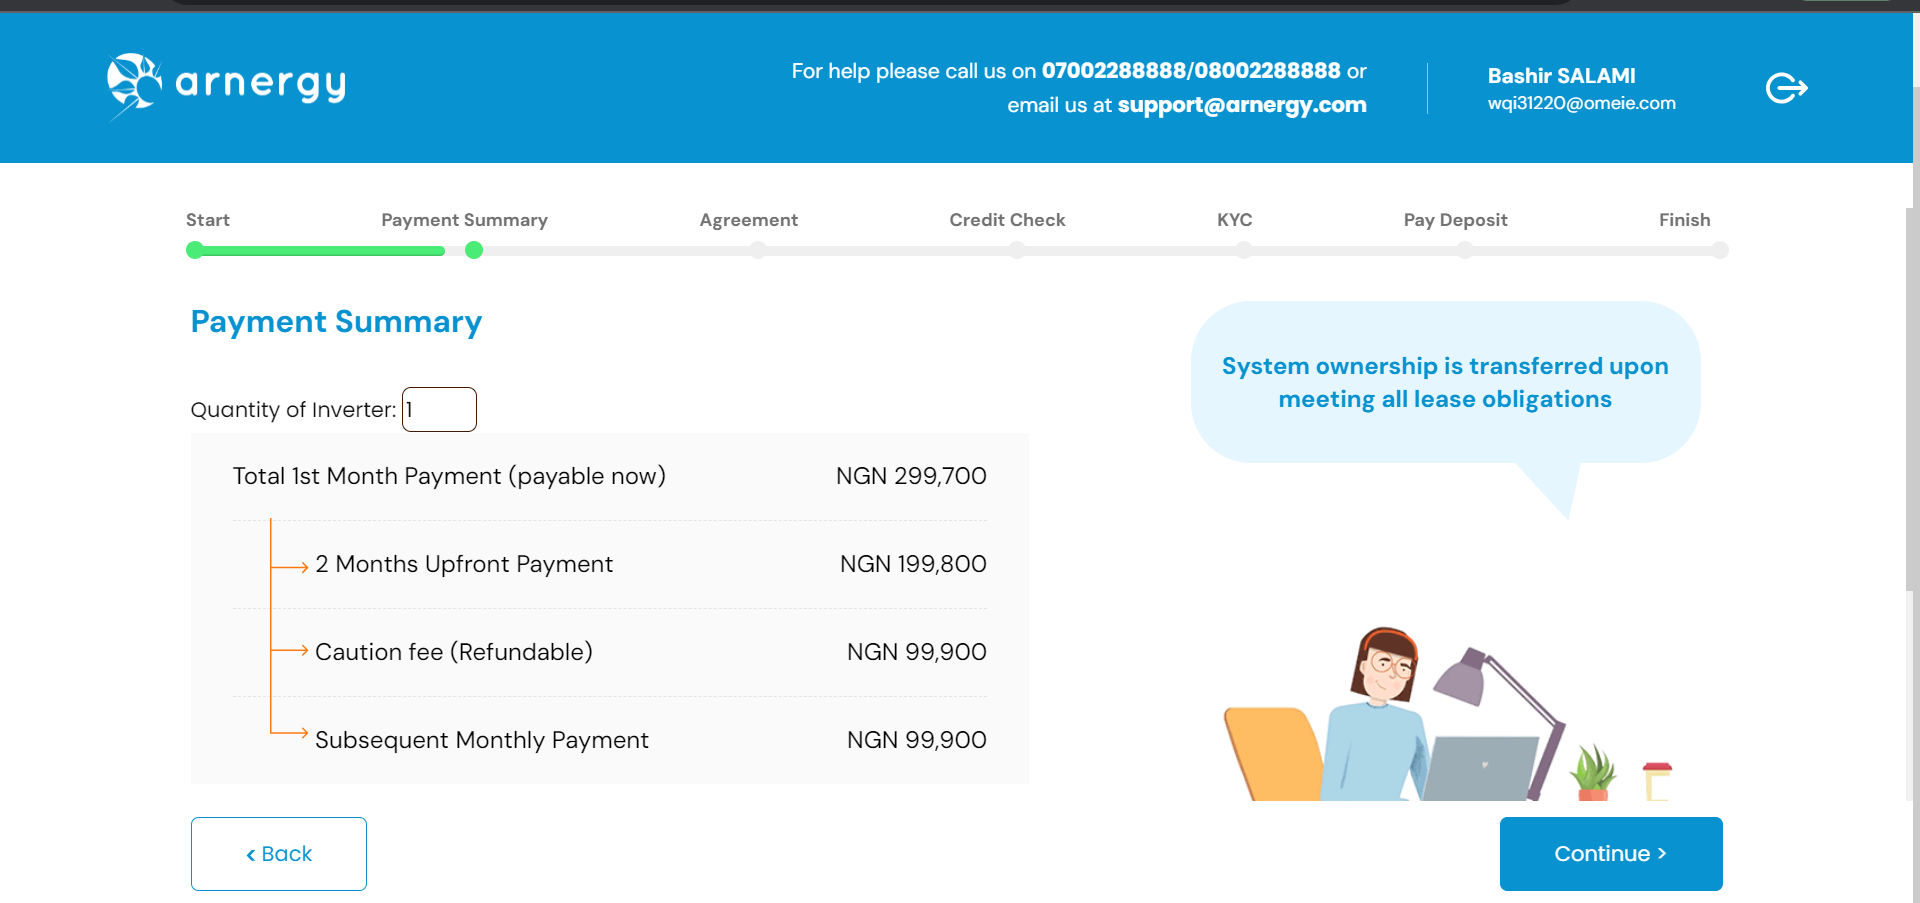 arnergy
For help please call us on 07002288888/08002288888 or
email us at support@arnergy.com
Bashir SALAMI
wqi31220@omeie.com
Start
Payment Summary
Agreement
Credit Check
KYC
Pay Deposit
Finish
Payment Summary
Quantity of Inverter: 1
Total 1st Month Payment (payable now) NGN 299,700
2 Months Upfront Payment NGN 199,800
Caution fee (Refundable) NGN 99,900
Subsequent Monthly Payment NGN 99,900
System ownership is transferred upon
meeting all lease obligations
< Back
Continue >